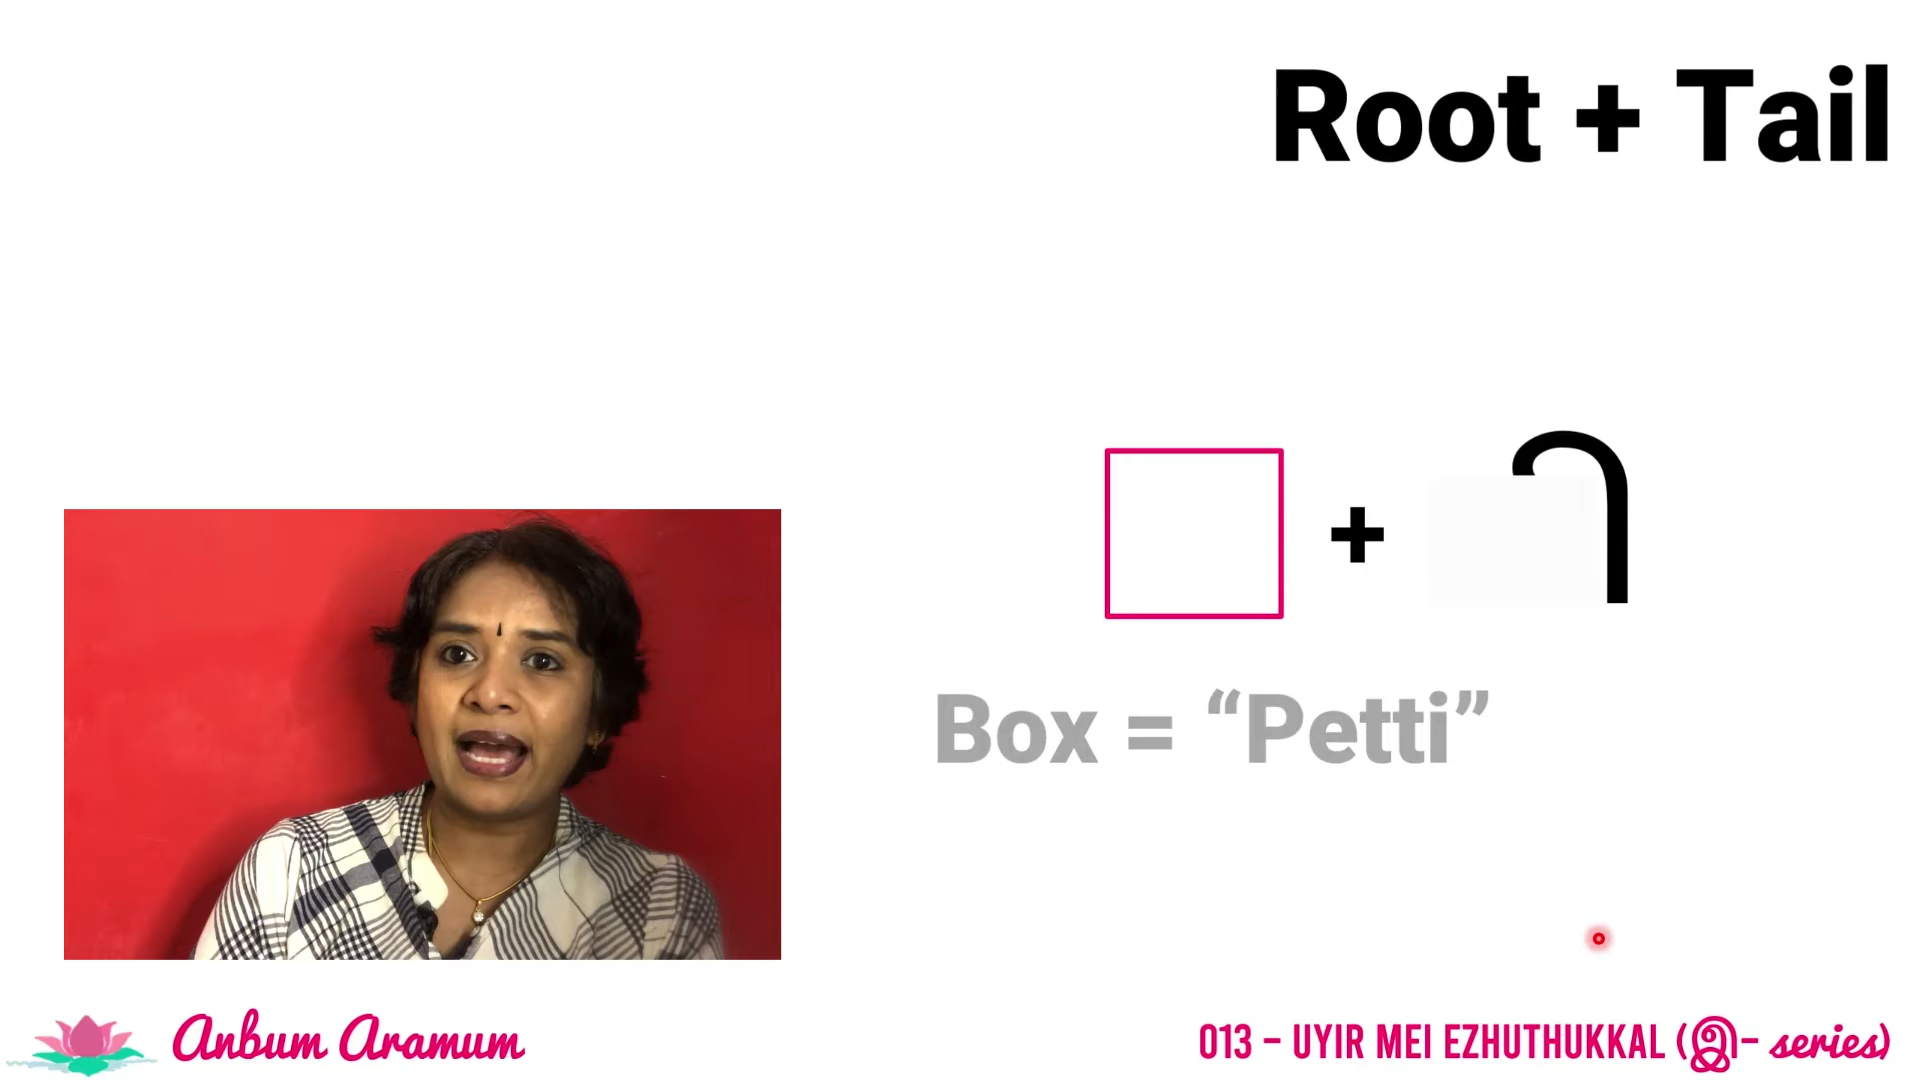 Root + Tail
+
Box = “Petti”
Anbum Aramum
013 – UYIR MEI EZHUTHUKKAL (இ- series)